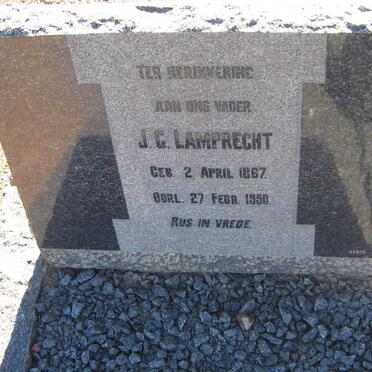 TER HERINNERING
AAN ONS VADER
J. C. LAMPRECHT
GEB. 2 APRIL 1867.
OORL. 27 FEBR. 1950.
RUS IN VREDE.